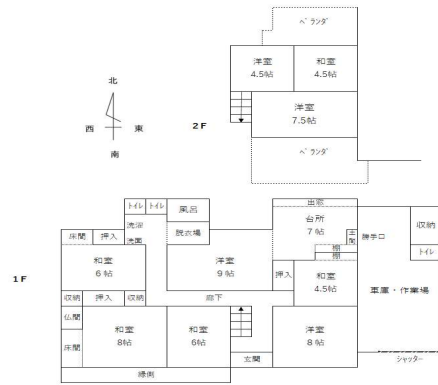 ベランダ
洋室
4.5帖
和室
4.5帖
洋室
7.5帖
ベランダ
北
西
東
南
2F
トイレ
トイレ
風呂
脱衣場
洗面
床間
押入
和室
6帖
洋室
9帖
出窓
台所
7帖
勝手口
棚
棚
収納
トイレ
押入
和室
4.5帖
車庫・作業場
1F
収納
押入
収納
廊下
仏間
床間
和室
8帖
和室
6帖
洋室
8帖
玄関
シャッター
縁側